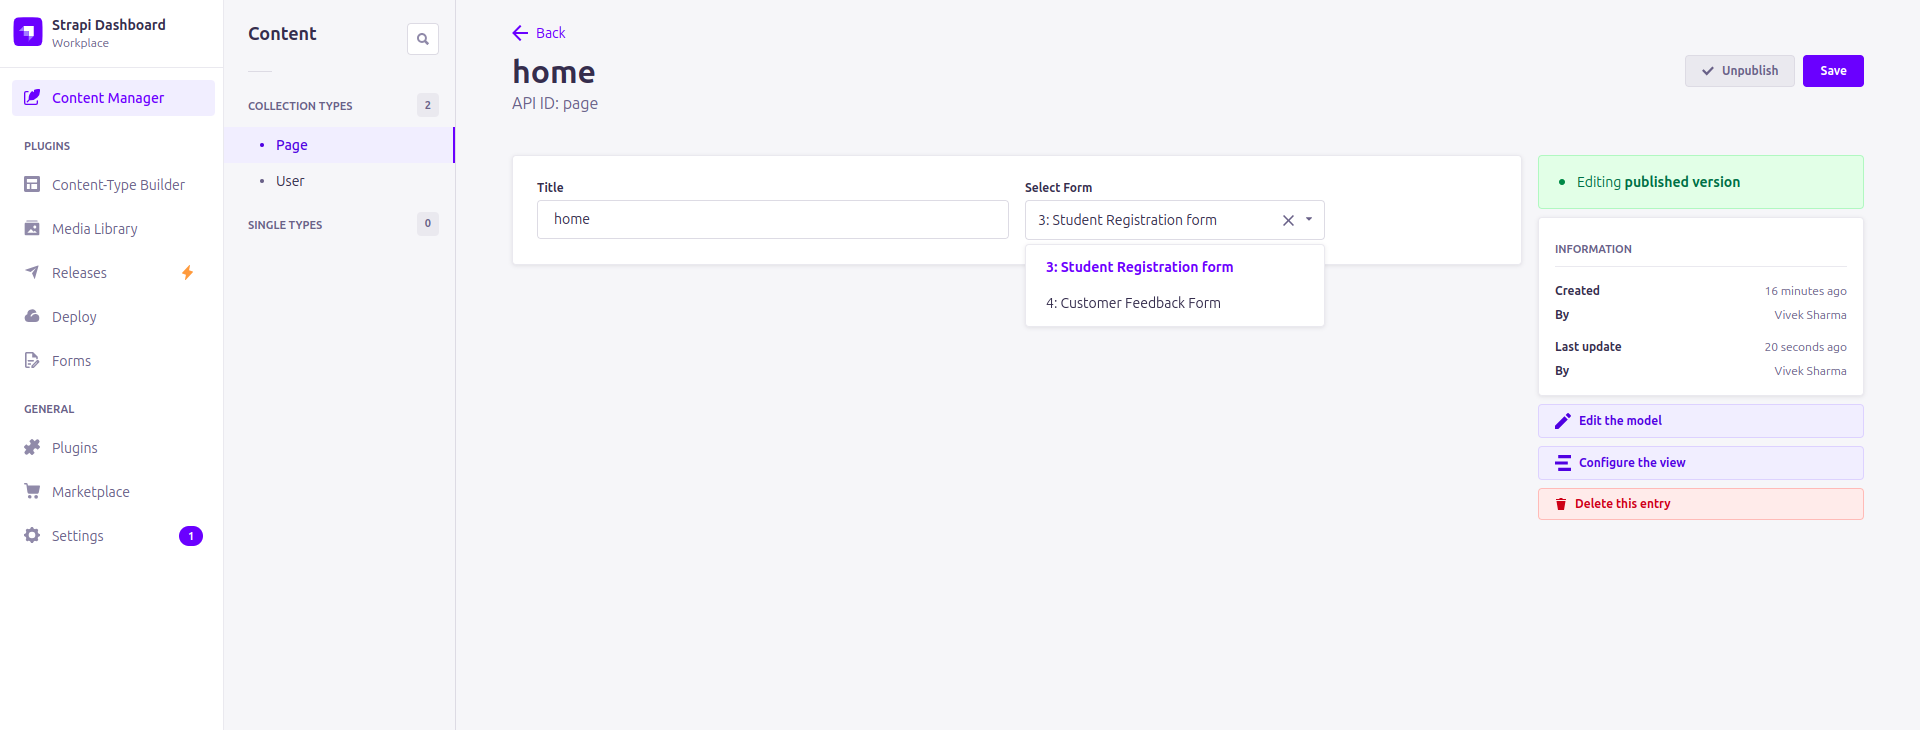 Strapi Dashboard
Workplace
Content Manager
PLUGINS
Content-Type Builder
Media Library
Releases
Deploy
Forms
GENERAL
Plugins
Marketplace
Settings
1
Content
COLLECTION TYPES
2
Page
User
SINGLE TYPES
0
Back
home
API ID: page
Unpublish
Save
Title
home
Select Form
3: Student Registration form
3: Student Registration form
4: Customer Feedback Form
Editing published version
INFORMATION
Created
16 minutes ago
By
Vivek Sharma
Last update
20 seconds ago
By
Vivek Sharma
Edit the model
Configure the view
Delete this entry